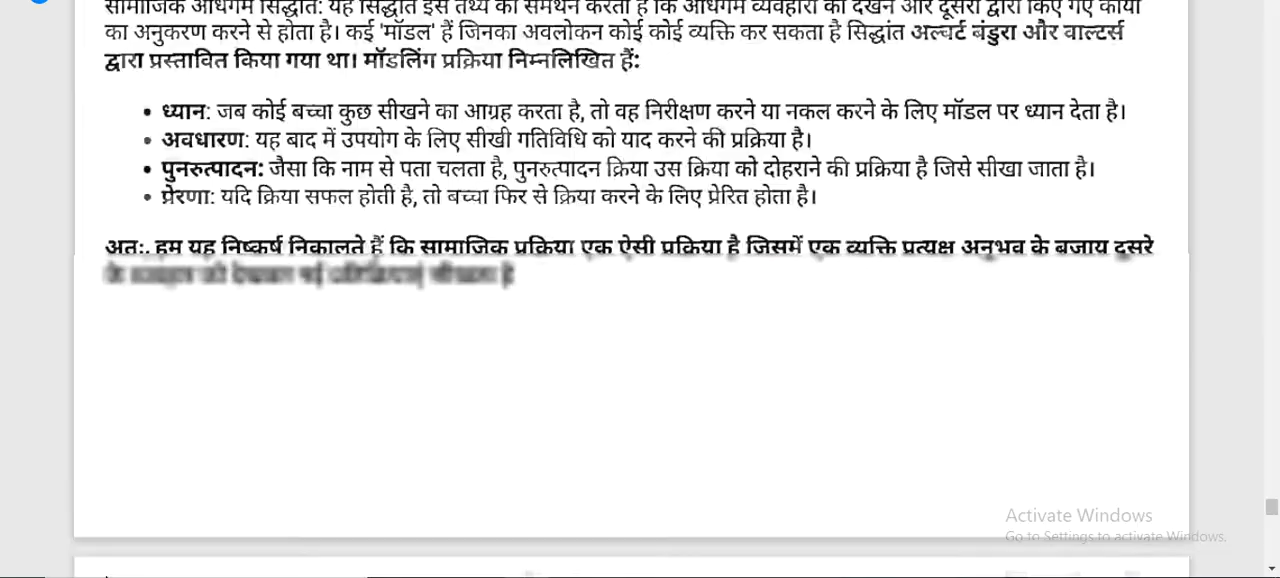 सामाजिक अधिगम सिद्धांत: यह सिद्धांत इस तथ्य का समर्थन करता है कि अधिगम व्यवहारों को देखने और दूसरों द्वारा किए गए कार्यों
का अनुकरण करने से होता है। कई 'मॉडल' हैं जिनका अवलोकन कोई कोई व्यक्ति कर सकता है सिद्धांत अल्बर्ट बंडुरा और वाल्टर्स
द्वारा प्रस्तावित किया गया था। मॉडलिंग प्रक्रिया निम्नलिखित हैं:
• ध्यान: जब कोई बच्चा कुछ सीखने का आग्रह करता है, तो वह निरीक्षण करने या नकल करने के लिए मॉडल पर ध्यान देता है।
• अवधारण: यह बाद में उपयोग के लिए सीखी गतिविधि को याद करने की प्रक्रिया है।
• पुनरुत्पादन: जैसा कि नाम से पता चलता है, पुनरुत्पादन क्रिया उस क्रिया को दोहराने की प्रक्रिया है जिसे सीखा जाता है।
• प्रेरणा: यदि क्रिया सफल होती है, तो बच्चा फिर से क्रिया करने के लिए प्रेरित होता है।
अतः, हम यह निष्कर्ष निकालते हैं कि सामाजिक प्रक्रिया एक ऐसी प्रक्रिया है जिसमें एक व्यक्ति प्रत्यक्ष अनुभव के बजाय दूसरे
Activate Windows
Go to Settings to activate Windows.